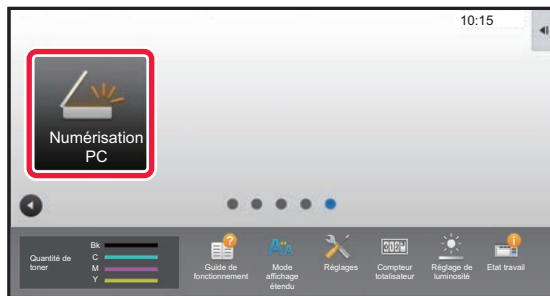 10:15
Numérisation
PC
Quantité de
toner
Bk
C
M
Y
Guide de
fonctionnement
Mode
affichage
étendu
Réglages
Compteur
totalisateur
Réglage de
luminosité
Etat travail